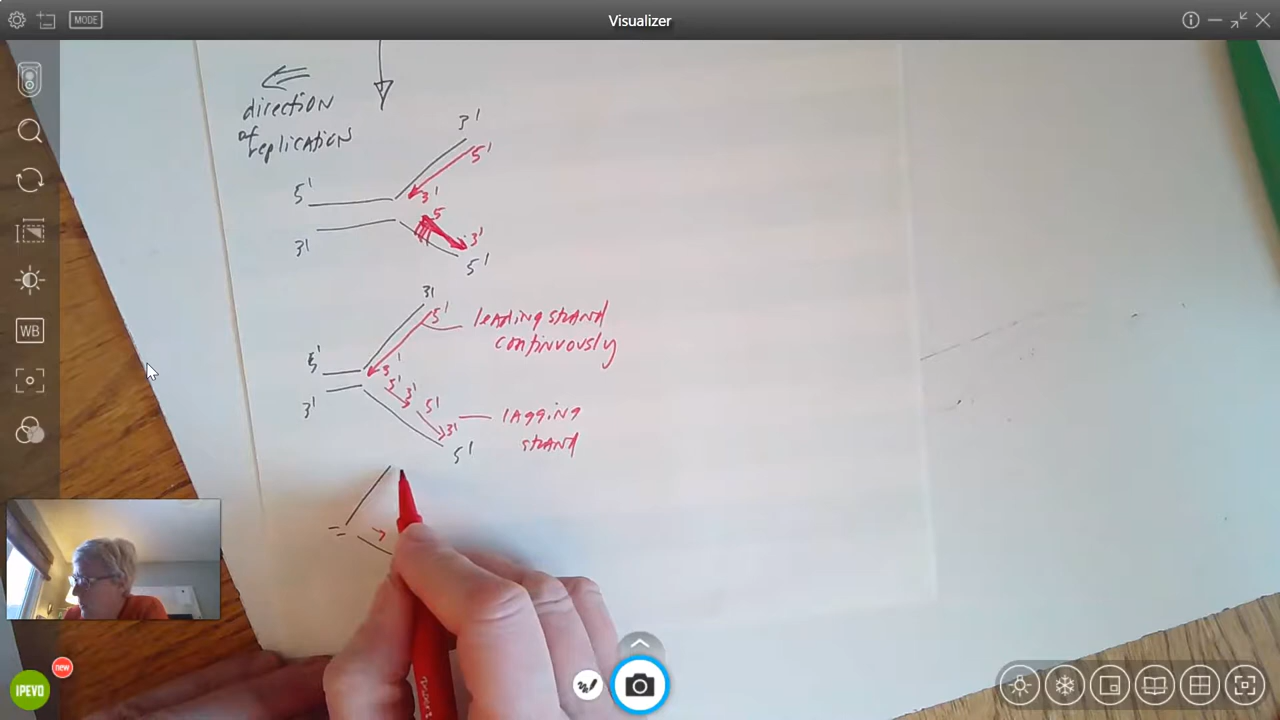 Visualizer
MODE
WB
direction
of
replication
3'
5'
5'
3'
5
3'
3'
5'
3'
5'
leading strand
continuously
5'
3'
5'
3'
5'
3'
3'
lagging
strand
5'
new
IPEVO